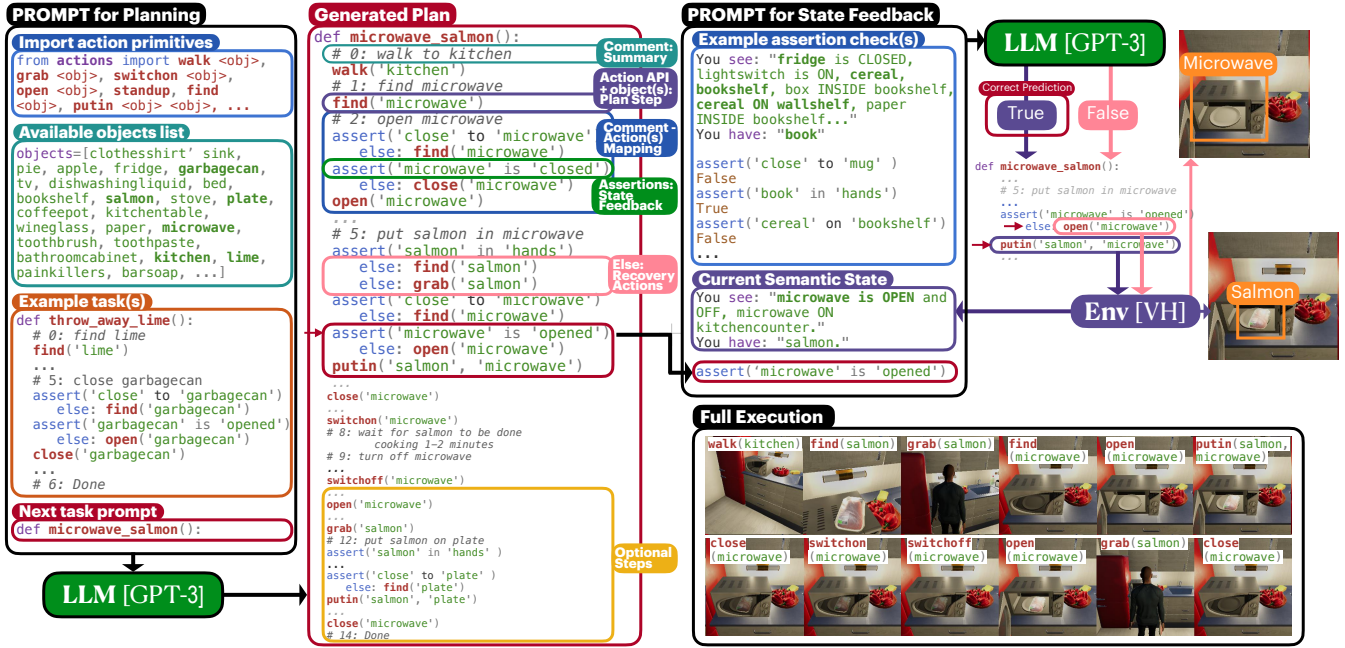 PROMPT for Planning
Import action primitives
from actions import walk <obj>,
grab <obj>, switchon <obj>,
open <obj>, standup, find
<obj>, putin <obj> <obj>, ...
Available objects list
objects=[clothesshirt’ sink,
pie, apple, fridge, garbagecan,
tv, dishwashingliquid, bed,
bookshelf, salmon, stove, plate,
coffeepot, kitchentable,
wineglass, paper, microwave,
toothbrush, toothpaste,
bathroomcabinet, kitchen, lime,
painkillers, barsoap, ...]
Example task(s)
def throw_away_lime():
# 0: find lime
find('lime')
...
# 5: close garbagecan
assert('close' to 'garbagecan')
else: find('garbagecan')
assert('garbagecan' is 'opened')
else: open('garbagecan')
close('garbagecan')
...
# 6: Done
Next task prompt
def microwave_salmon():
LLM [GPT-3]
Generated Plan
def microwave_salmon():
# 0: walk to kitchen
walk('kitchen')
# 1: find microwave
find('microwave')
# 2: open microwave
assert('close' to 'microwave'
else: find('microwave')
assert('microwave' is 'closed')
else: close('microwave')
open('microwave')
...
# 5: put salmon in microwave
assert('salmon' in 'hands')
else: find('salmon')
else: grab('salmon')
assert('close' to 'microwave'
else: find('microwave')
assert('microwave' is 'opened')
else: open('microwave')
putin('salmon', 'microwave')
...
close('microwave')
...
switchon('microwave')
# 8: wait for salmon to be done
cooking 1-2 minutes
# 9: turn off microwave
...
switchoff('microwave')
...
open('microwave')
...
grab('salmon')
# 12: put salmon on plate
assert('salmon' in 'hands' )
...
assert('close' to 'plate' )
else: find('plate')
putin('salmon', 'plate')
...
close('microwave')
# 14: Done
Comment:
Summary
Action API
+ object(s):
Plan Step
Comment -
Action(s)
Mapping
Assertions:
State
Feedback
Else:
Recovery
Actions
Optional
Steps
PROMPT for State Feedback
Example assertion check(s)
You see: "fridge is CLOSED,
lightswitch is ON, cereal,
bookshelf, box INSIDE bookshelf,
cereal ON wallshelf, paper
INSIDE bookshelf..."
You have: "book"
assert('close' to 'mug' )
False
assert('book' in 'hands')
True
assert('cereal' on 'bookshelf')
False
...
Current Semantic State
You see: "microwave is OPEN and
OFF, microwave ON
kitchencounter."
You have: "salmon."
assert(‘microwave' is 'opened')
LLM [GPT-3]
Correct Prediction
True
False
def microwave_salmon():
...
# 5: put salmon in microwave
...
assert('microwave' is 'opened')
else: open('microwave')
putin('salmon', 'microwave')
...
Env [VH]
Microwave
Salmon
Full Execution
walk(kitchen)
find(salmon)
grab(salmon)
find
(microwave)
open
(microwave)
putin(salmon,
microwave)
close
(microwave)
switchon
(microwave)
switchoff
(microwave)
open
(microwave)
grab(salmon)
close
(microwave)